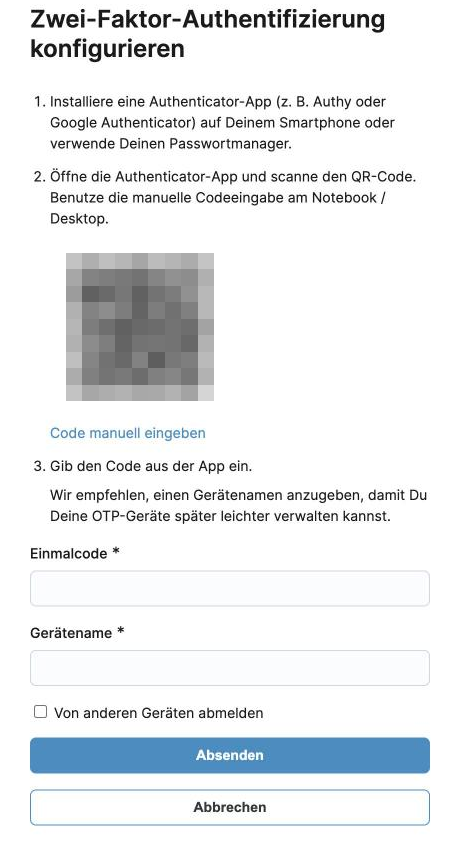 Zwei-Faktor-Authentifizierung
konfigurieren
1. Installiere eine Authenticator-App (z. B. Authy oder
Google Authenticator) auf Deinem Smartphone oder
verwende Deinen Passwortmanager.
2. Öffne die Authenticator-App und scanne den QR-Code.
Benutze die manuelle Codeeingabe am Notebook /
Desktop.
Code manuell eingeben
3. Gib den Code aus der App ein.
Wir empfehlen, einen Gerätenamen anzugeben, damit Du
Deine OTP-Geräte später leichter verwalten kannst.
Einmalcode *
Gerätename *
Von anderen Geräten abmelden
Absenden
Abbrechen